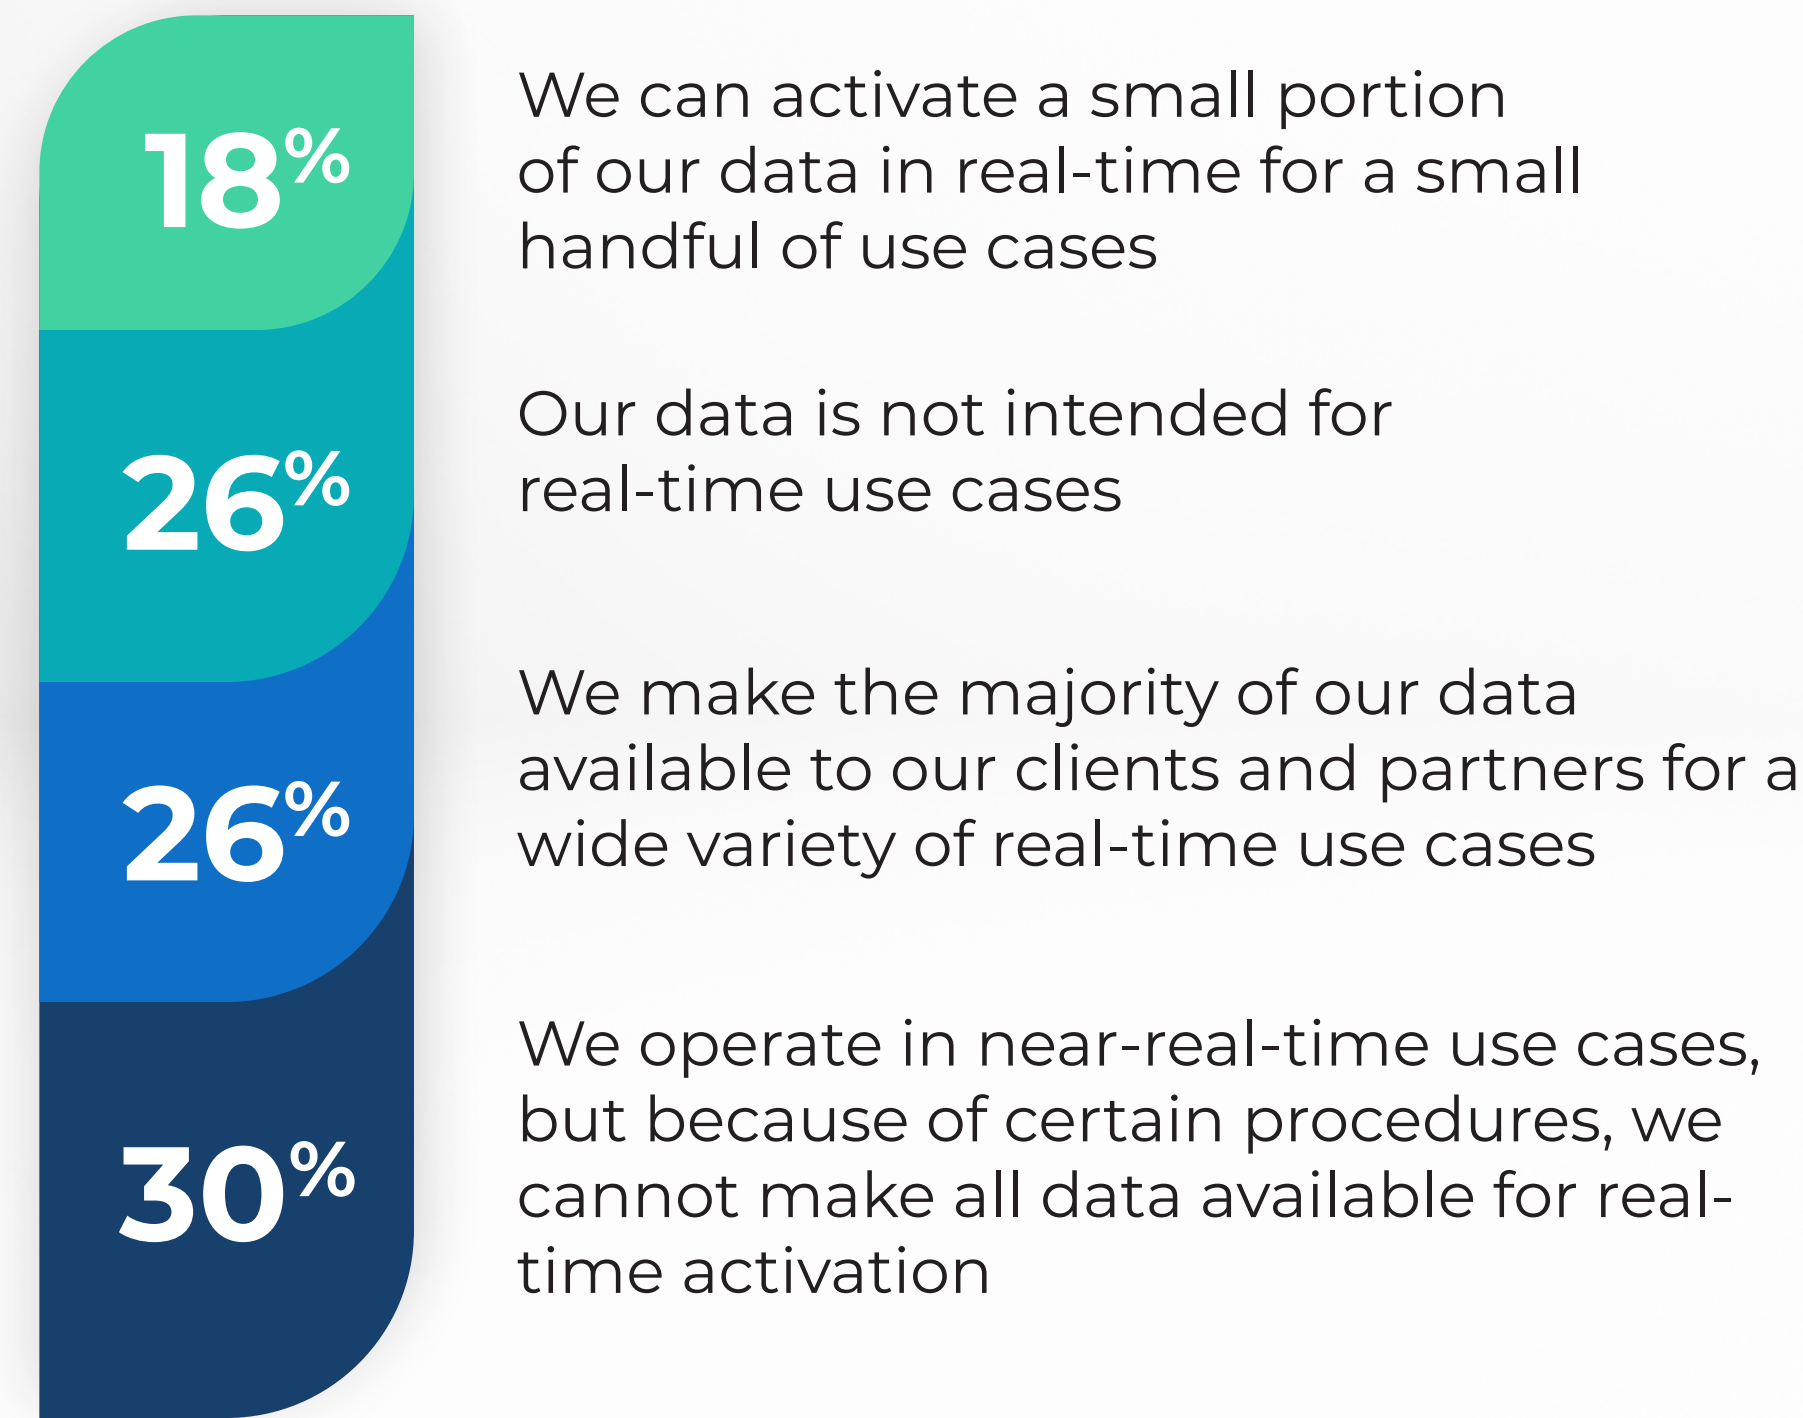 18%
We can activate a small portion
of our data in real-time for a small
handful of use cases
26%
Our data is not intended for
real-time use cases
26%
We make the majority of our data
available to our clients and partners for a
wide variety of real-time use cases
30%
We operate in near-real-time use cases,
but because of certain procedures, we
cannot make all data available for real-
time activation